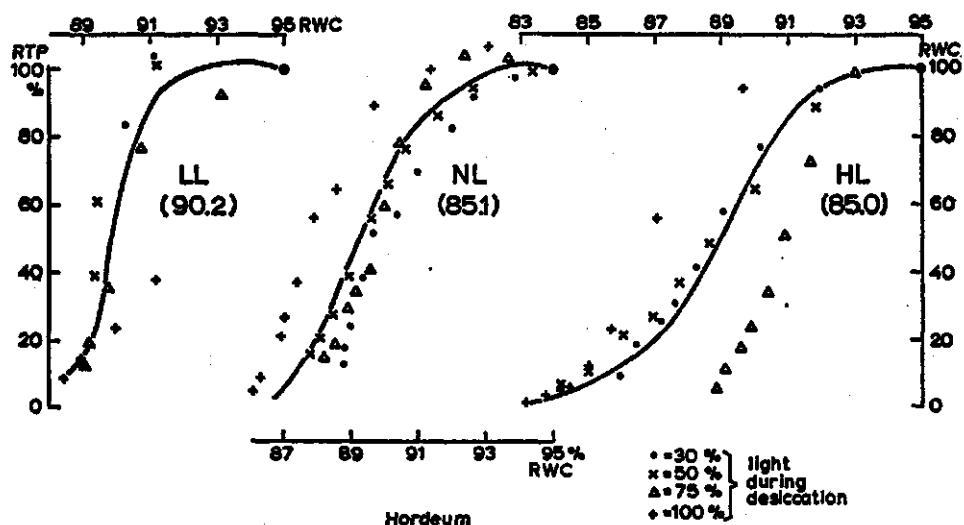 89 91 93 95 RWC 83 85 87 89 91 93 95
RTP RWC
% 100 100
80 80
60 60
40 40
20 20
0 0
LL
(90.2)
NL
(85.1)
HL
(85.0)
87 89 91 93 95 %
RWC
• = 30 %
× = 50 %
△ = 75 %
+ = 100 %
light
during
desiccation
Hordeum